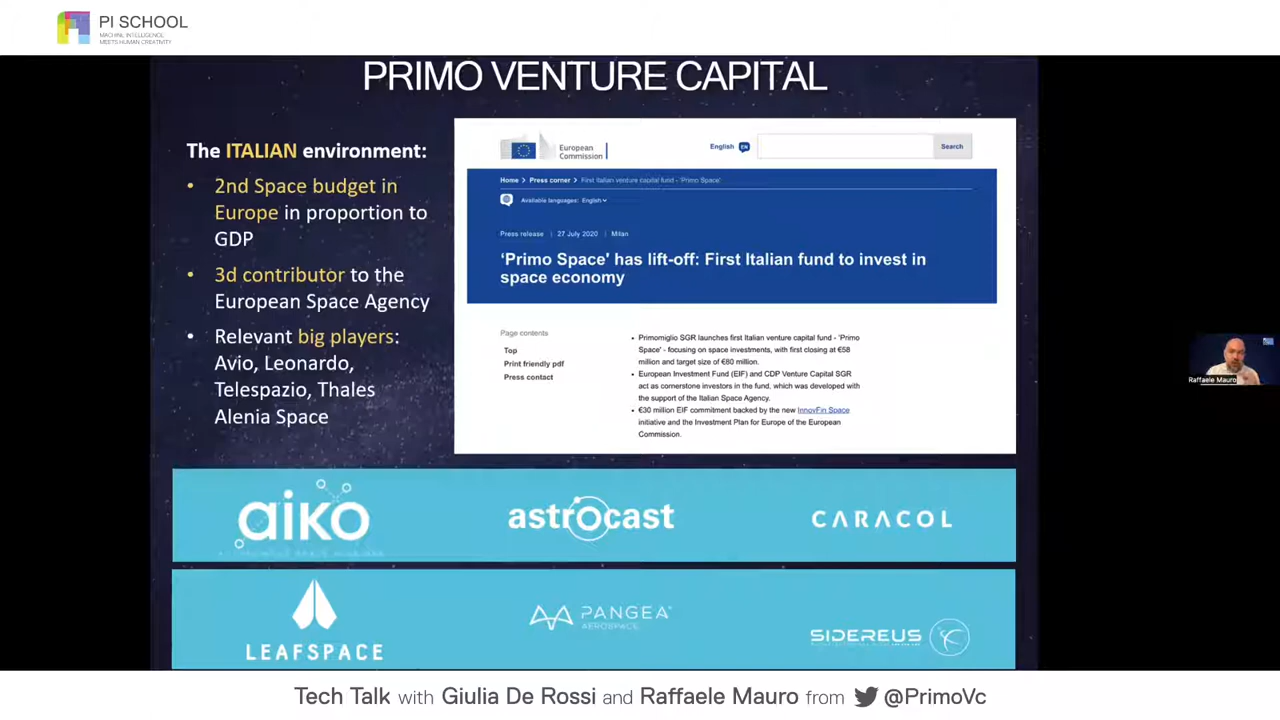 PI SCHOOL
MACHINE INTELLIGENCE
MEETS HUMAN CREATIVITY
PRIMO VENTURE CAPITAL
The ITALIAN environment:
• 2nd Space budget in
Europe in proportion to
GDP
• 3d contributor to the
European Space Agency
• Relevant big players:
Avio, Leonardo,
Telespazio, Thales
Alenia Space
European
Commission
English EN
Search
Home > Press corner > First Italian venture capital fund - 'Primo Space'
Available languages: English
Press release | 27 July 2020 | Milan
'Primo Space' has lift-off: First Italian fund to invest in
space economy
Page contents
Top
Print friendly pdf
Press contact
• Primomiglio SGR launches first Italian venture capital fund - 'Primo
Space' - focusing on space investments, with first closing at €58
million and target size of €80 million.
• European Investment Fund (EIF) and CDP Venture Capital SGR
act as cornerstone investors in the fund, which was developed with
the support of the Italian Space Agency.
• €30 million EIF commitment backed by the new InnovFin Space
initiative and the Investment Plan for Europe of the European
Commission.
Raffaele Mauro
aiko
astrocast
CARACOL
LEAFSPACE
PANGEA
AEROSPACE
SIDEREUS
Tech Talk with Giulia De Rossi and Raffaele Mauro from @PrimoVc